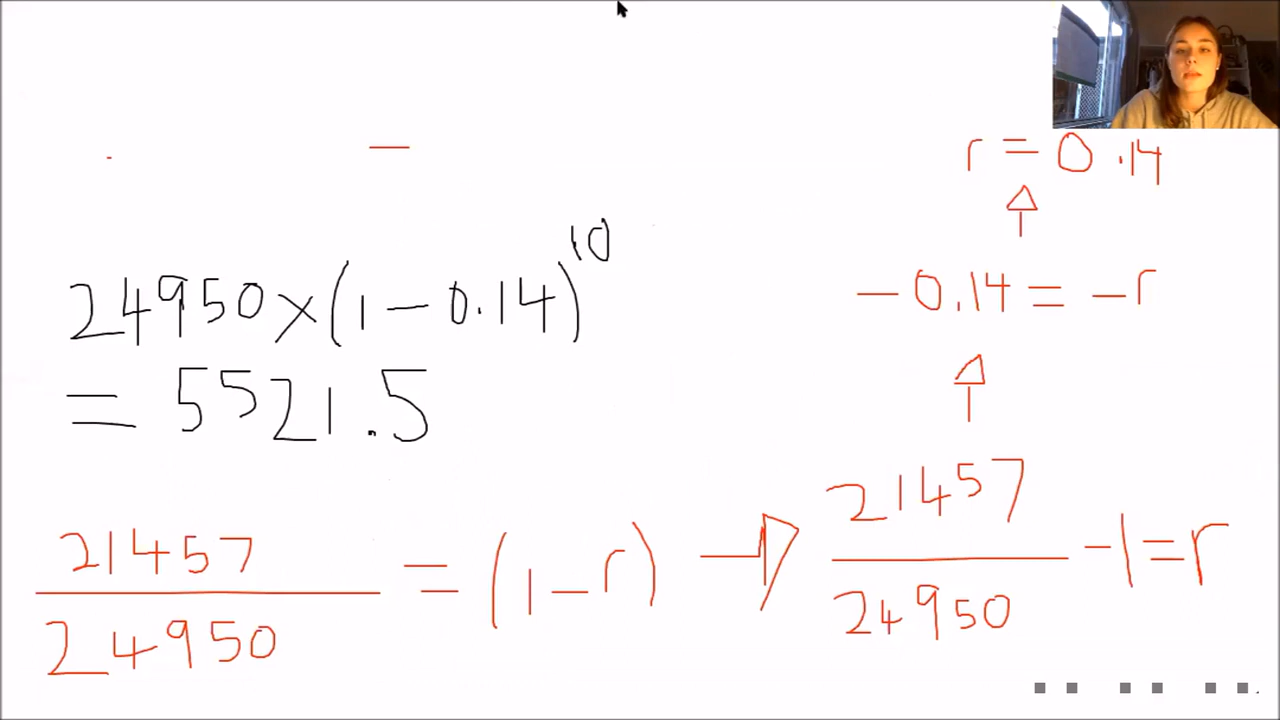 r = 0.14
24950 × (1 − 0.14)^10
− 0.14 = − r
= 5521.5
21457
24950
= (1 − r)
21457
24950
− 1 = r